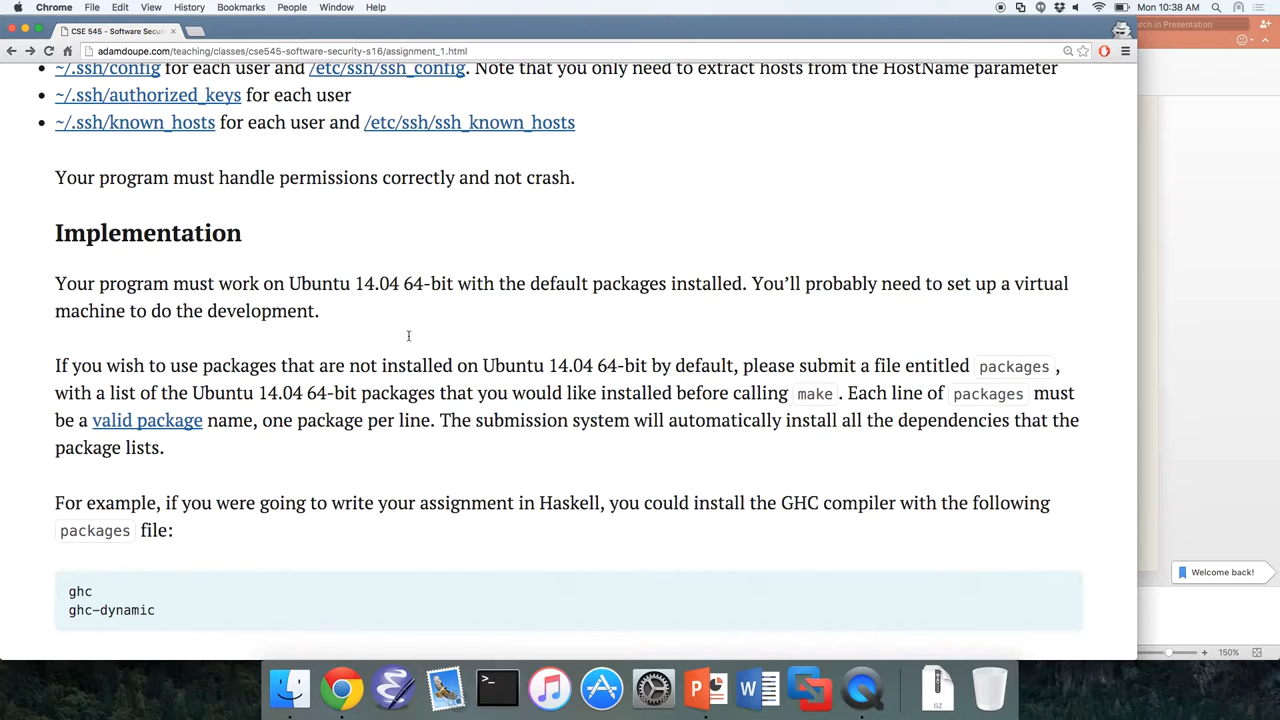 Chrome File Edit View History Bookmarks People Window Help Mon 10:38 AM
CSE 545 - Software Securi
Search in Presentation
adamdoupe.com/teaching/classes/cse545-software-security-s16/assignment_1.html
• ~/.ssh/config for each user and /etc/ssh/ssh_config. Note that you only need to extract hosts from the HostName parameter
• ~/.ssh/authorized_keys for each user
• ~/.ssh/known_hosts for each user and /etc/ssh/ssh_known_hosts
Your program must handle permissions correctly and not crash.
Implementation
Your program must work on Ubuntu 14.04 64-bit with the default packages installed. You’ll probably need to set up a virtual
machine to do the development.
If you wish to use packages that are not installed on Ubuntu 14.04 64-bit by default, please submit a file entitled packages ,
with a list of the Ubuntu 14.04 64-bit packages that you would like installed before calling make . Each line of packages must
be a valid package name, one package per line. The submission system will automatically install all the dependencies that the
package lists.
For example, if you were going to write your assignment in Haskell, you could install the GHC compiler with the following
packages file:
ghc
ghc-dynamic
Welcome back!
150%
GZ